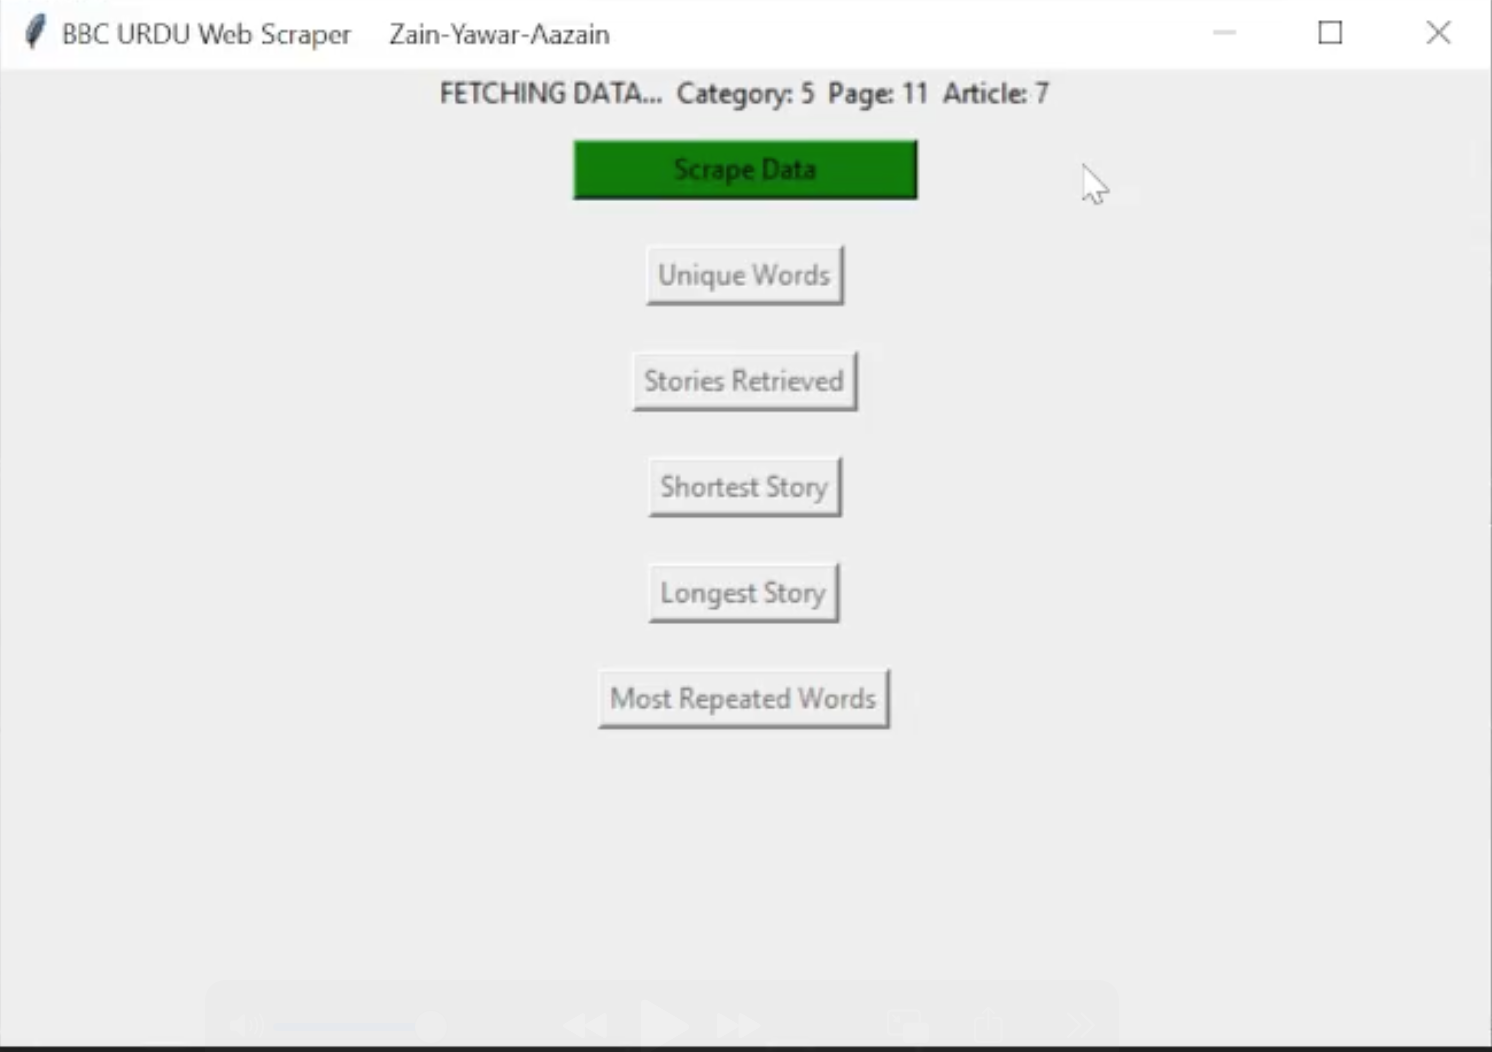 BBC URDU Web Scraper Zain-Yawar-Aazain
FETCHING DATA... Category: 5 Page: 11 Article: 7
Scrape Data
Unique Words
Stories Retrieved
Shortest Story
Longest Story
Most Repeated Words